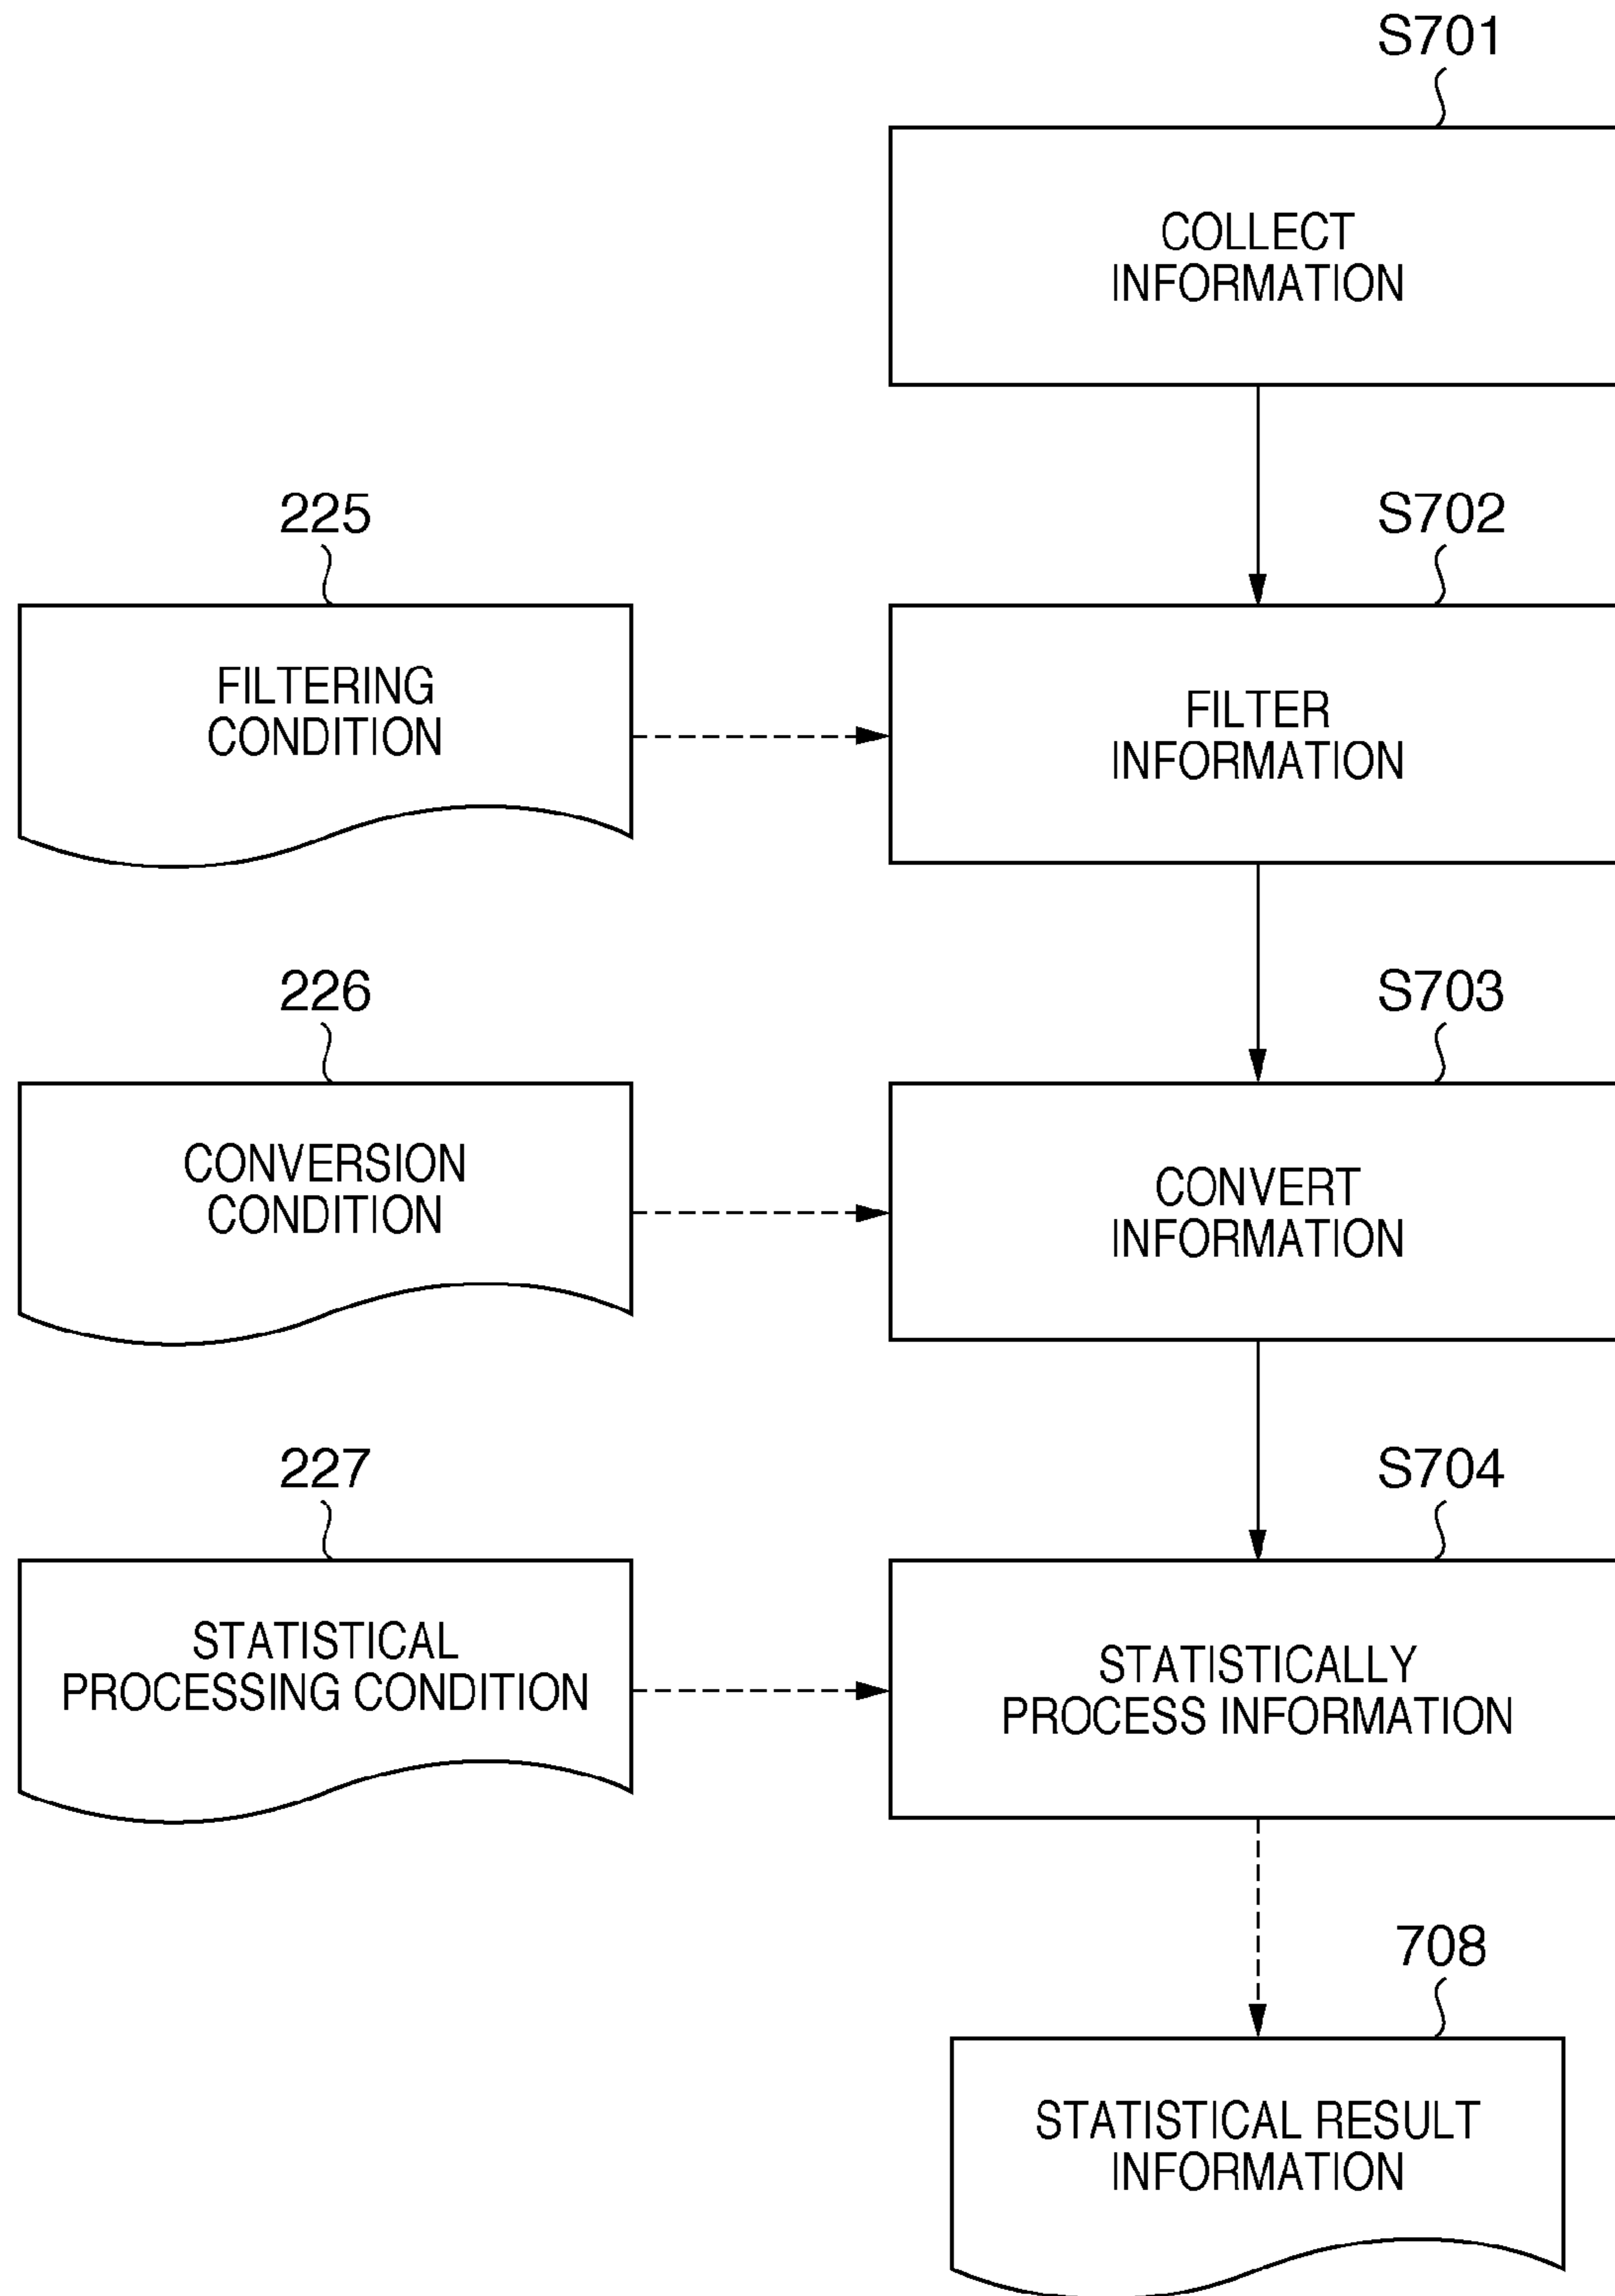 S701
COLLECT
INFORMATION
225
FILTERING
CONDITION
S702
FILTER
INFORMATION
226
CONVERSION
CONDITION
S703
CONVERT
INFORMATION
227
STATISTICAL
PROCESSING CONDITION
S704
STATISTICALLY
PROCESS INFORMATION
708
STATISTICAL RESULT
INFORMATION